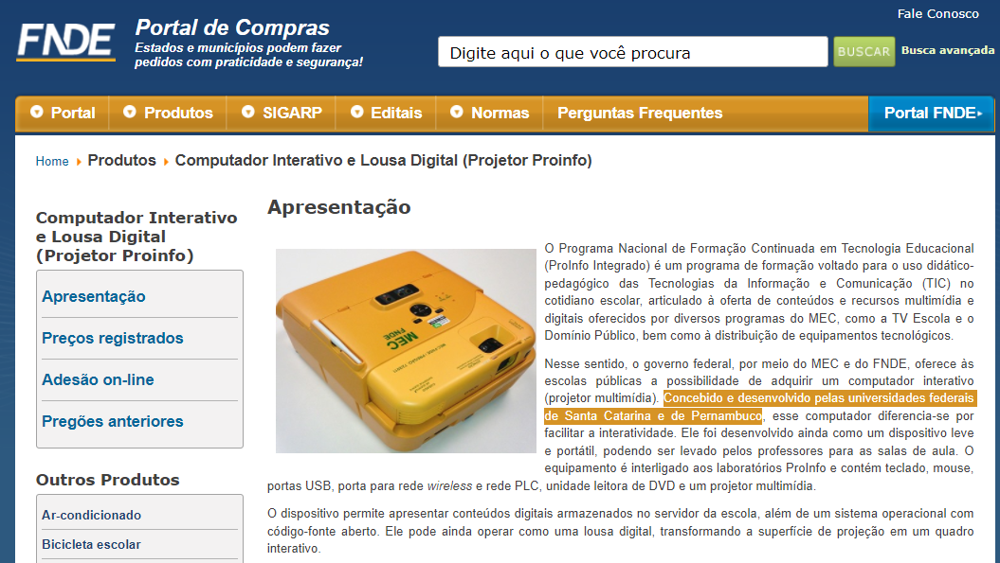 Fale Conosco
FNDE
Portal de Compras
Estados e municípios podem fazer
pedidos com praticidade e segurança!
Digite aqui o que você procura
BUSCAR
Busca avançada
Portal
Produtos
SIGARP
Editais
Normas
Perguntas Frequentes
Portal FNDE
Home Produtos Computador Interativo e Lousa Digital (Projetor Proinfo)
Computador Interativo
e Lousa Digital
(Projetor Proinfo)
Apresentação
Preços registrados
Adesão on-line
Pregões anteriores
Outros Produtos
Ar-condicionado
Bicicleta escolar
Apresentação
MEC
FNDE
O Programa Nacional de Formação Continuada em Tecnologia Educacional
(ProInfo Integrado) é um programa de formação voltado para o uso didático-
pedagógico das Tecnologias da Informação e Comunicação (TIC) no
cotidiano escolar, articulado à oferta de conteúdos e recursos multimídia e
digitais oferecidos por diversos programas do MEC, como a TV Escola e o
Domínio Público, bem como à distribuição de equipamentos tecnológicos.
Nesse sentido, o governo federal, por meio do MEC e do FNDE, oferece às
escolas públicas a possibilidade de adquirir um computador interativo
(projetor multimídia). Concebido e desenvolvido pelas universidades federais
de Santa Catarina e de Pernambuco, esse computador diferencia-se por
facilitar a interatividade. Ele foi desenvolvido ainda como um dispositivo leve
e portátil, podendo ser levado pelos professores para as salas de aula. O
equipamento é interligado aos laboratórios ProInfo e contém teclado, mouse,
portas USB, porta para rede wireless e rede PLC, unidade leitora de DVD e um projetor multimídia.
O dispositivo permite apresentar conteúdos digitais armazenados no servidor da escola, além de um sistema operacional com
código-fonte aberto. Ele pode ainda operar como uma lousa digital, transformando a superfície de projeção em um quadro
interativo.